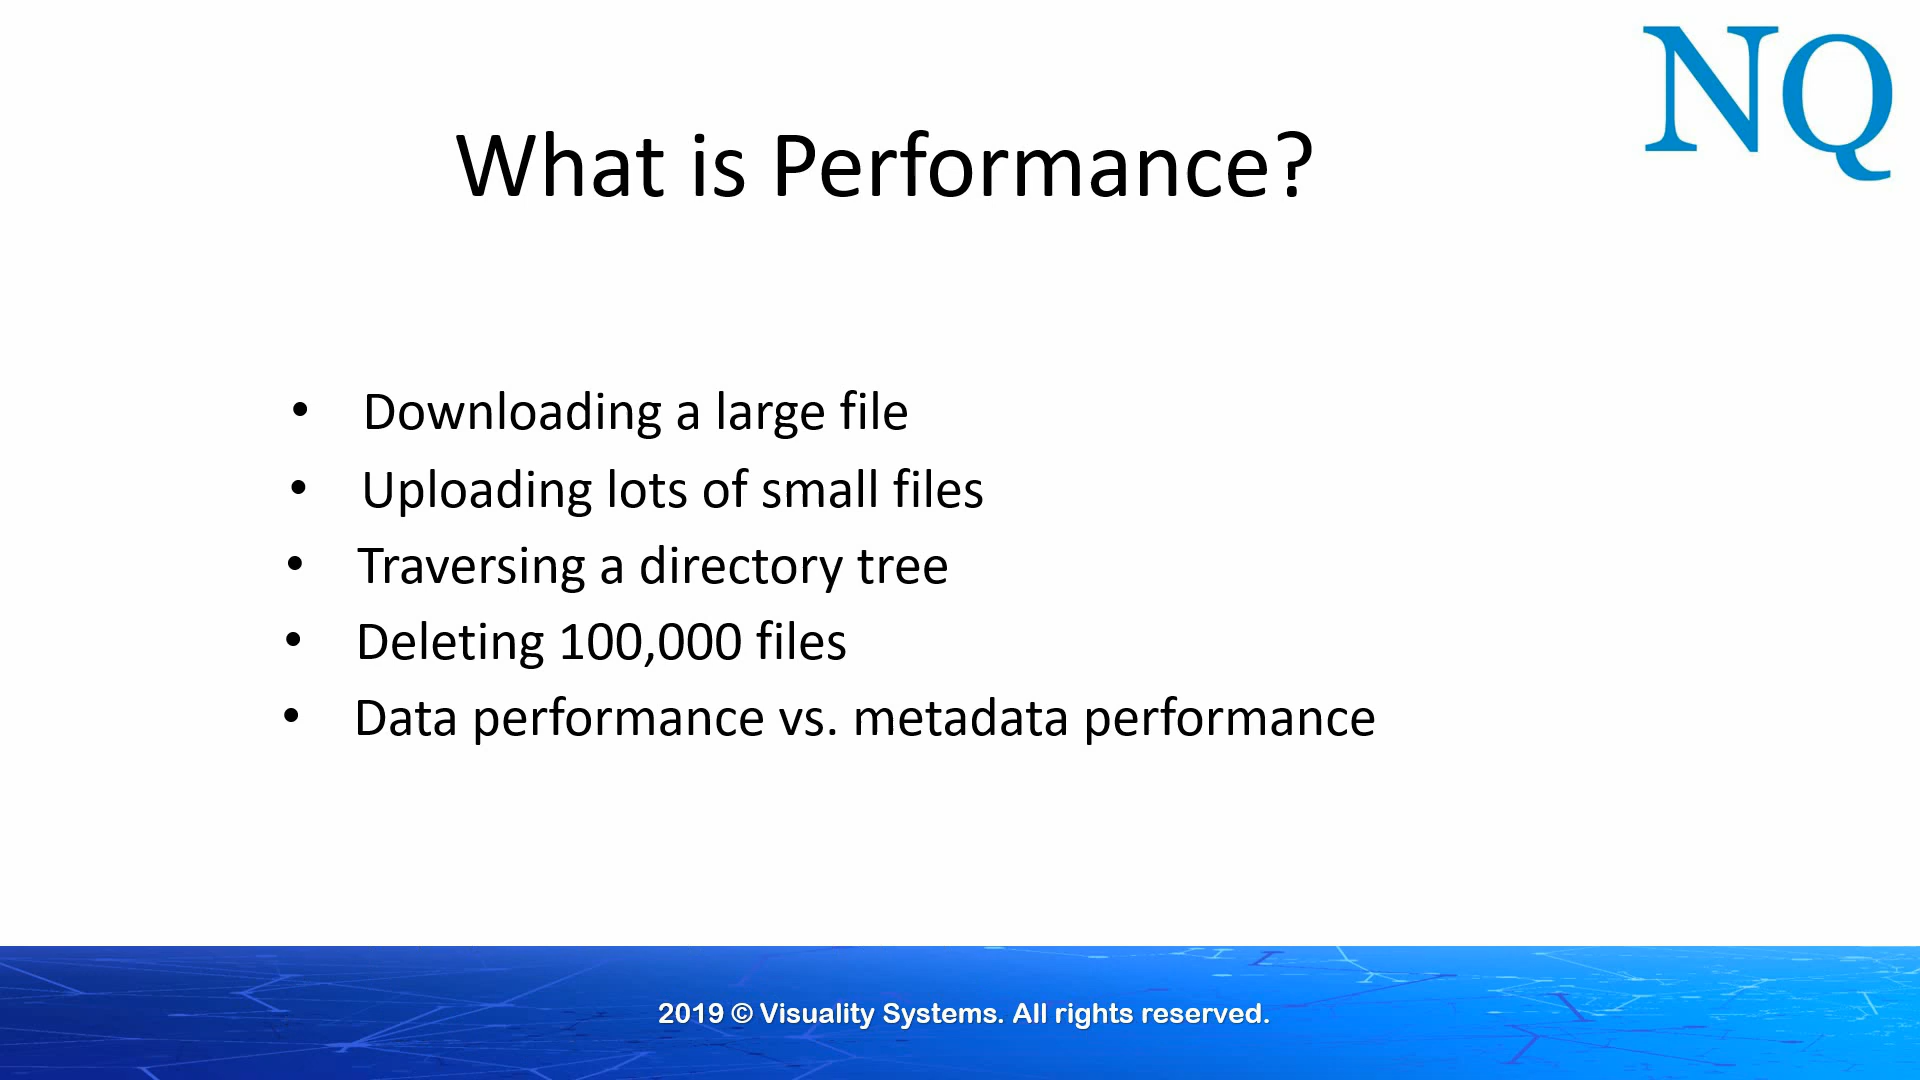 NQ
What is Performance?
• Downloading a large file
• Uploading lots of small files
• Traversing a directory tree
• Deleting 100,000 files
• Data performance vs. metadata performance
2019 © Visuality Systems. All rights reserved.